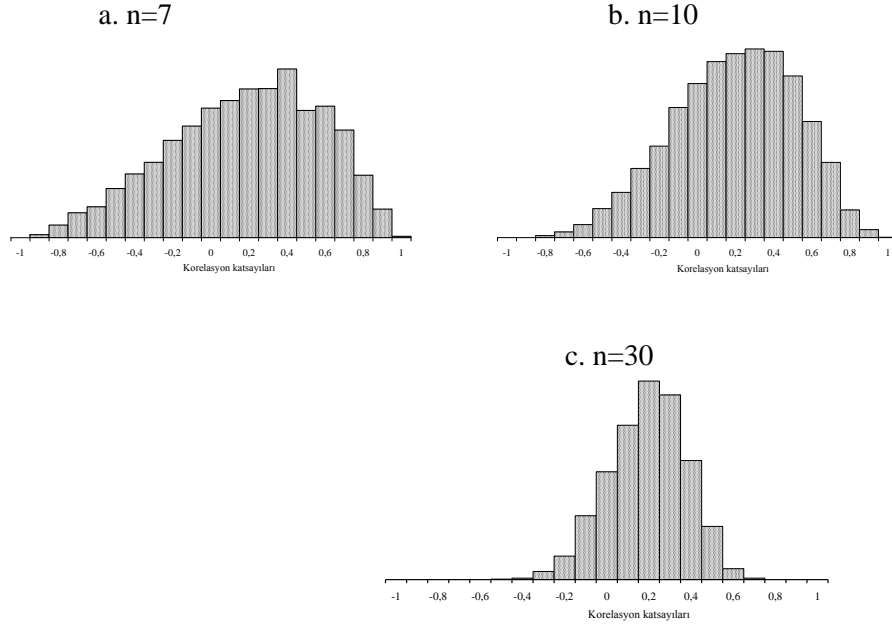 a. n=7
-1 -0,8 -0,6 -0,4 -0,2 0 0,2 0,4 0,6 0,8 1
Korelasyon katsayıları
b. n=10
-1 -0,8 -0,6 -0,4 -0,2 0 0,2 0,4 0,6 0,8 1
Korelasyon katsayıları
c. n=30
-1 -0,8 -0,6 -0,4 -0,2 0 0,2 0,4 0,6 0,8 1
Korelasyon katsayıları